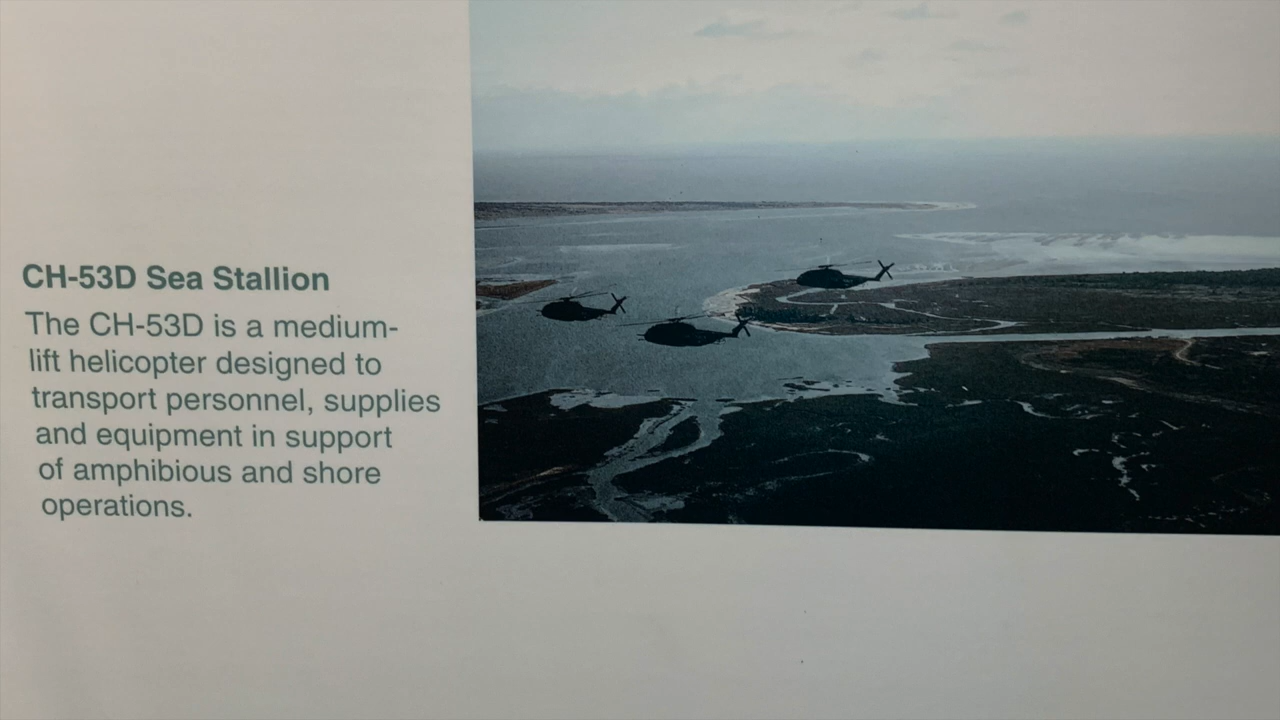 CH-53D Sea Stallion
The CH-53D is a medium-
lift helicopter designed to
transport personnel, supplies
and equipment in support
of amphibious and shore
operations.